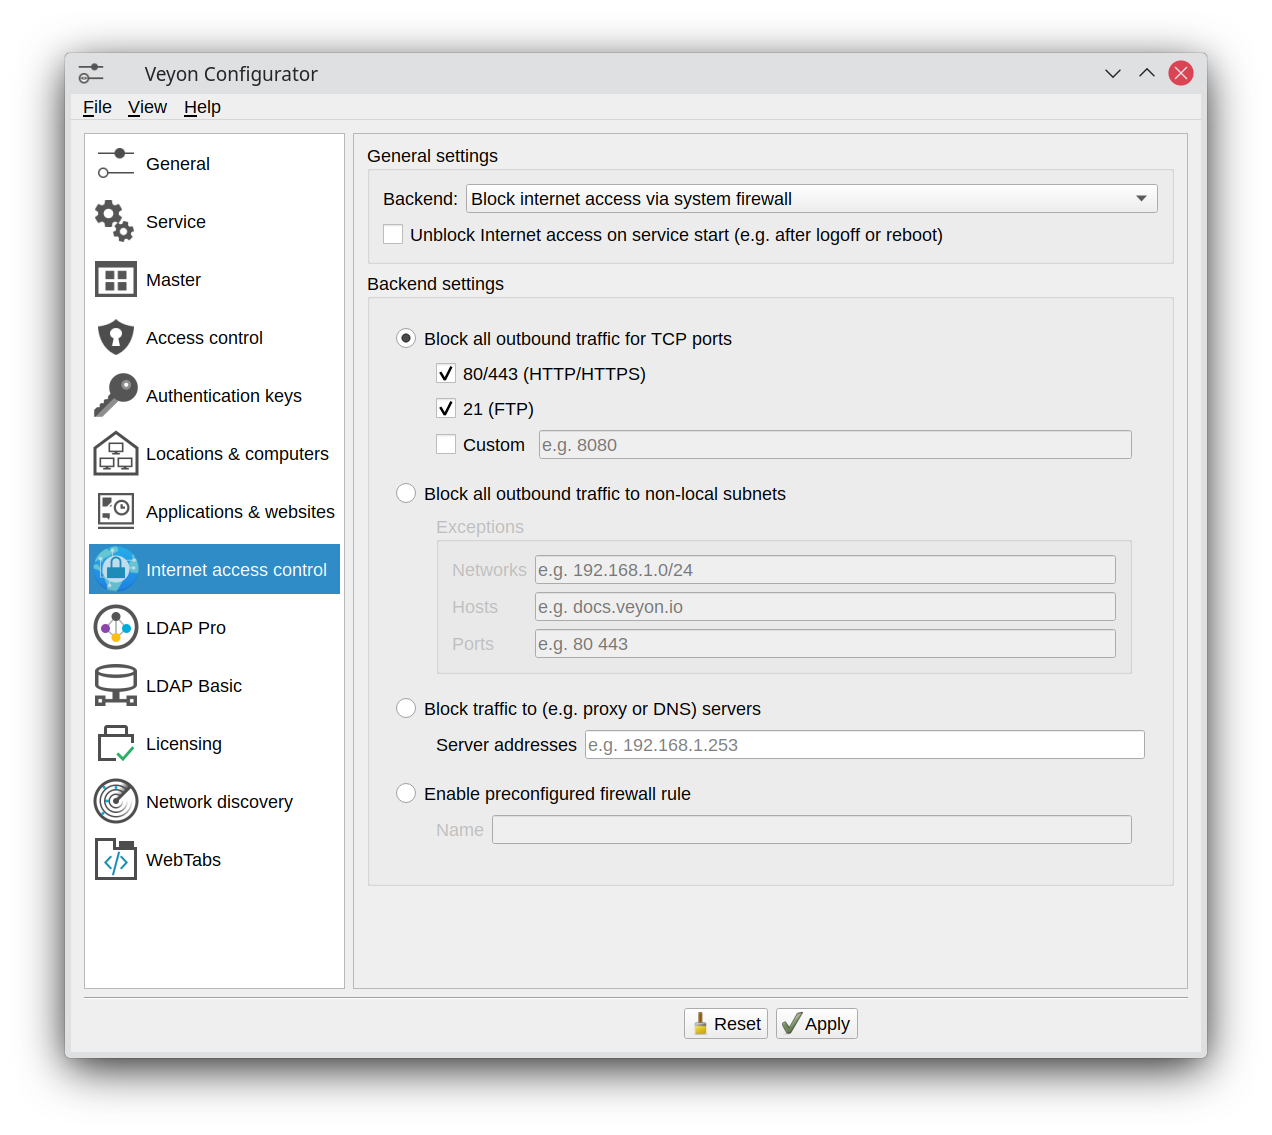 Veyon Configurator
File View Help
General
Service
Master
Access control
Authentication keys
Locations & computers
Applications & websites
Internet access control
LDAP Pro
LDAP Basic
Licensing
Network discovery
WebTabs
General settings
Backend: Block internet access via system firewall
Unblock Internet access on service start (e.g. after logoff or reboot)
Backend settings
Block all outbound traffic for TCP ports
80/443 (HTTP/HTTPS)
21 (FTP)
Custom e.g. 8080
Block all outbound traffic to non-local subnets
Exceptions
Networks e.g. 192.168.1.0/24
Hosts e.g. docs.veyon.io
Ports e.g. 80 443
Block traffic to (e.g. proxy or DNS) servers
Server addresses e.g. 192.168.1.253
Enable preconfigured firewall rule
Name
Reset Apply